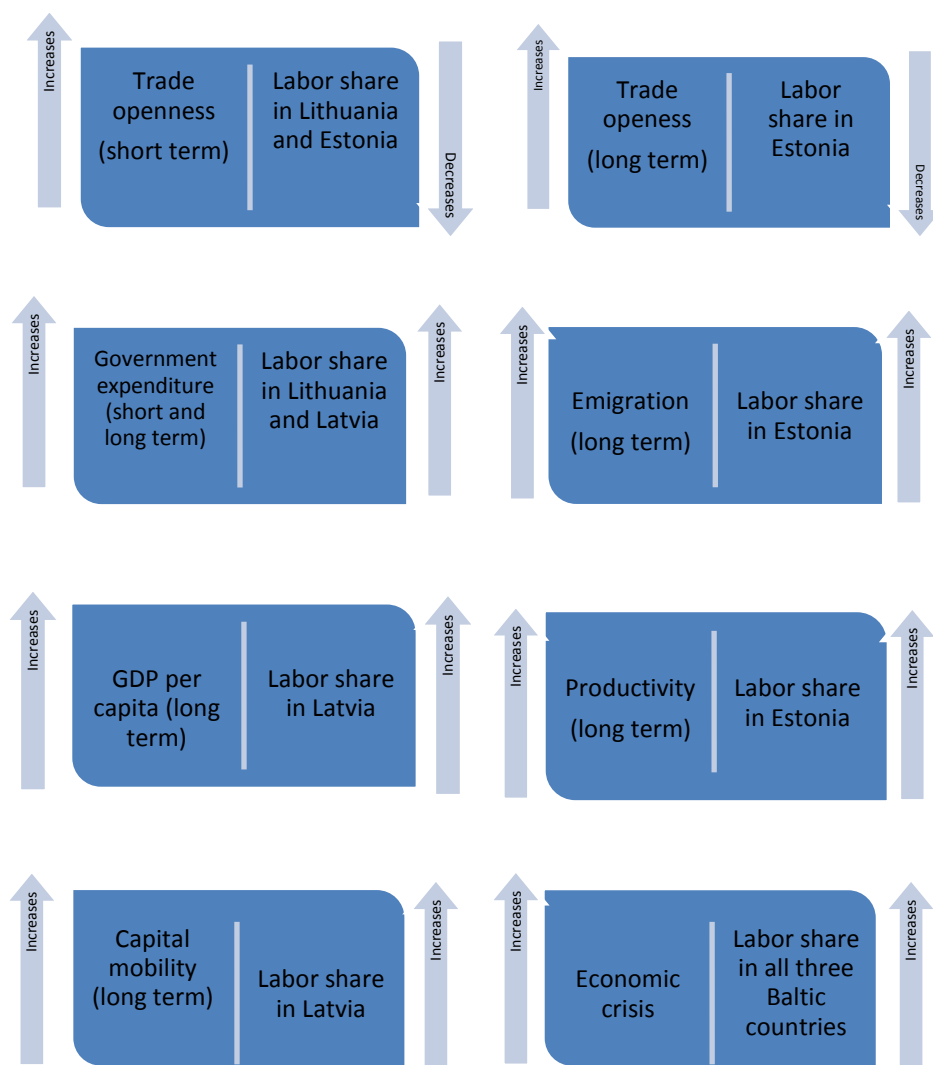 Increases
Trade
openness
(short term)
Labor share
in Lithuania
and Estonia
Decreases
Increases
Trade
openess
(long term)
Labor
share in
Estonia
Decreases
Increases
Government
expenditure
(short and
long term)
Labor share
in Lithuania
and Latvia
Increases
Increases
Emigration
(long term)
Labor share
in Estonia
Increases
Increases
GDP per
capita (long
term)
Labor share
in Latvia
Increases
Increases
Productivity
(long term)
Labor share
in Estonia
Increases
Increases
Capital
mobility
(long term)
Labor share
in Latvia
Increases
Increases
Economic
crisis
Labor share
in all three
Baltic
countries
Increases